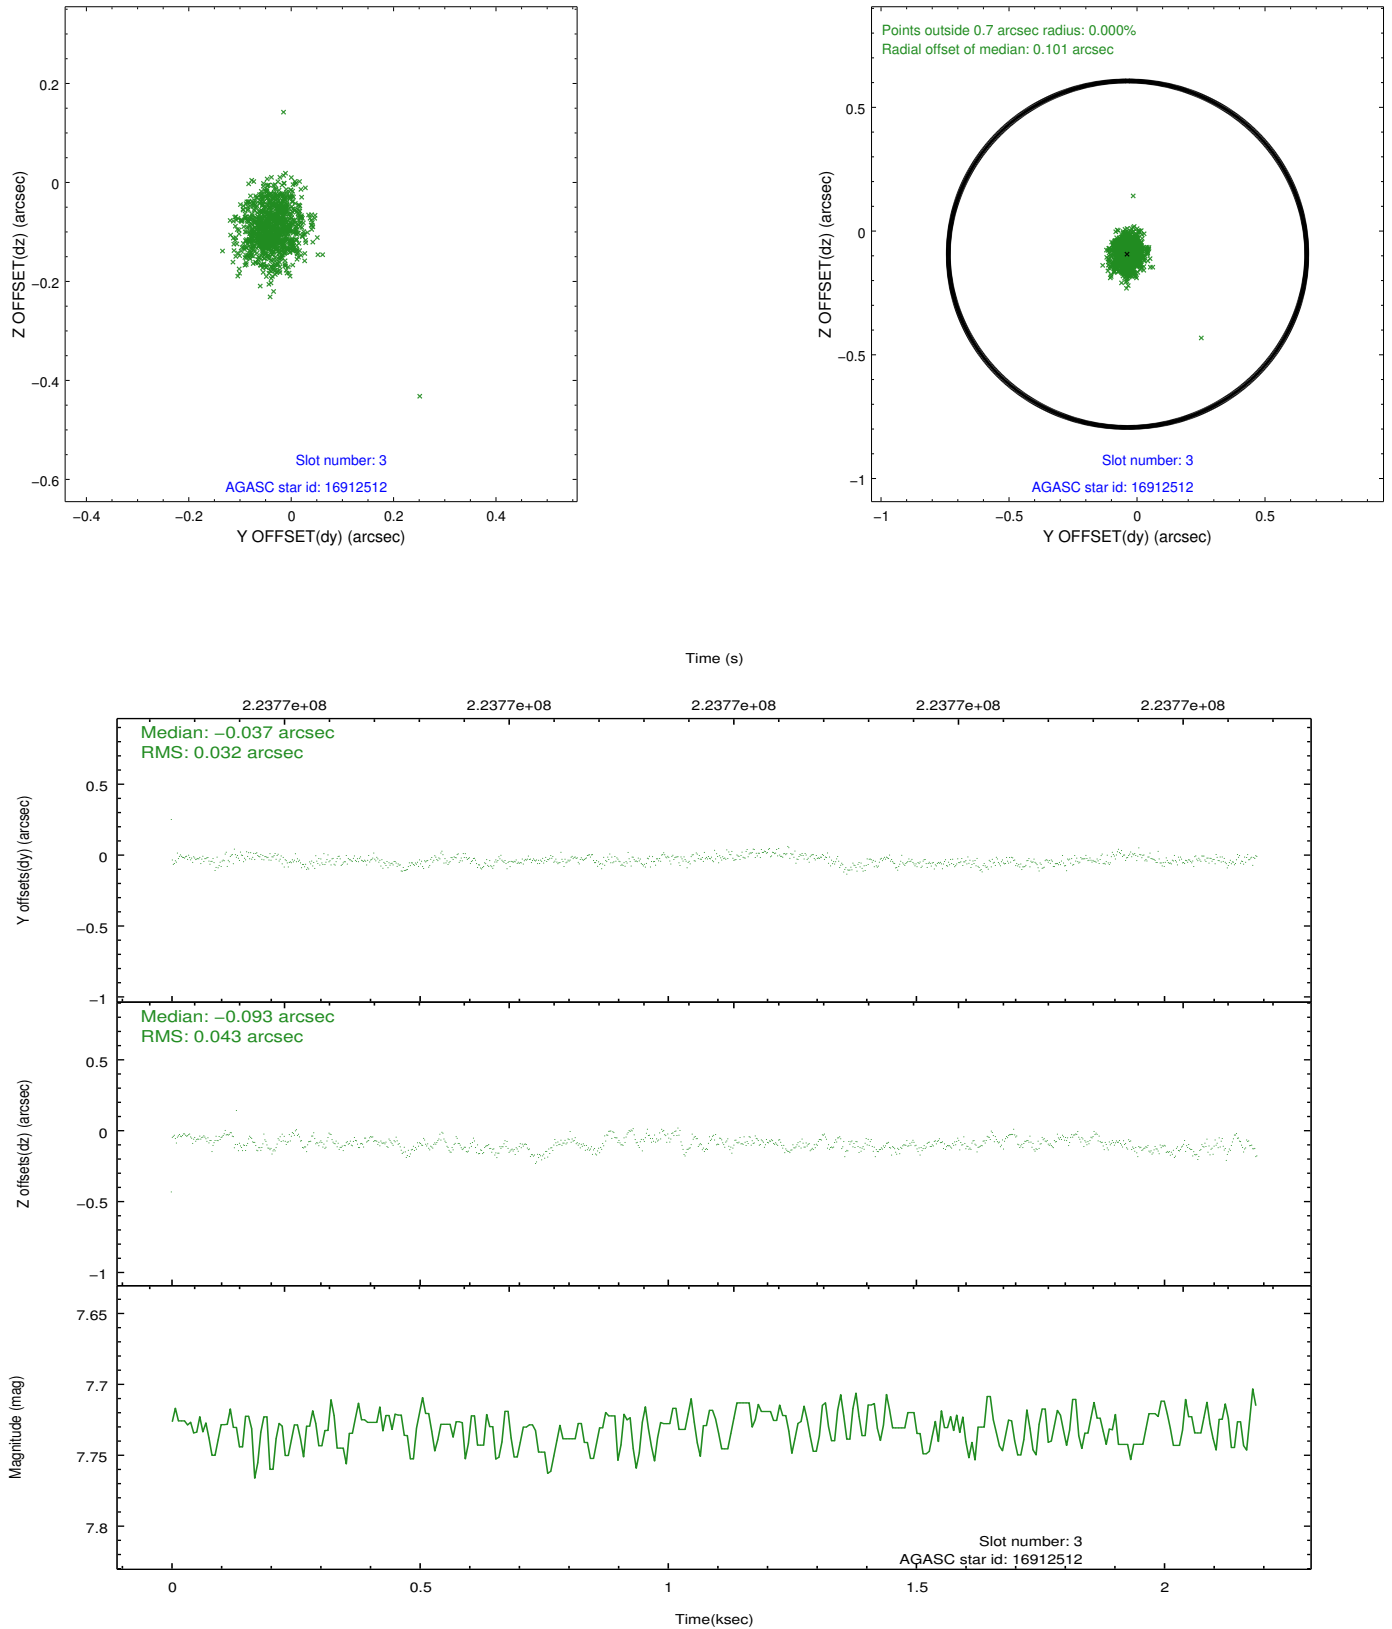 0.2
0
−0.2
−0.4
−0.6
Z OFFSET(dz) (arcsec)
Slot number: 3
AGASC star id: 16912512
−0.4 −0.2 0 0.2 0.4
Y OFFSET(dy) (arcsec)
Points outside 0.7 arcsec radius: 0.000%
Radial offset of median: 0.101 arcsec
0.5
0
−0.5
−1
Z OFFSET(dz) (arcsec)
Slot number: 3
AGASC star id: 16912512
−1 −0.5 0 0.5
Y OFFSET(dy) (arcsec)
Time (s)
2.2377e+08 2.2377e+08 2.2377e+08 2.2377e+08 2.2377e+08
Median: −0.037 arcsec
RMS: 0.032 arcsec
0.5
0
−0.5
−1
Y offsets(dy) (arcsec)
Median: −0.093 arcsec
RMS: 0.043 arcsec
0.5
0
−0.5
−1
Z offsets(dz) (arcsec)
7.65
7.7
7.75
7.8
Magnitude (mag)
Slot number: 3
AGASC star id: 16912512
0 0.5 1 1.5 2
Time(ksec)